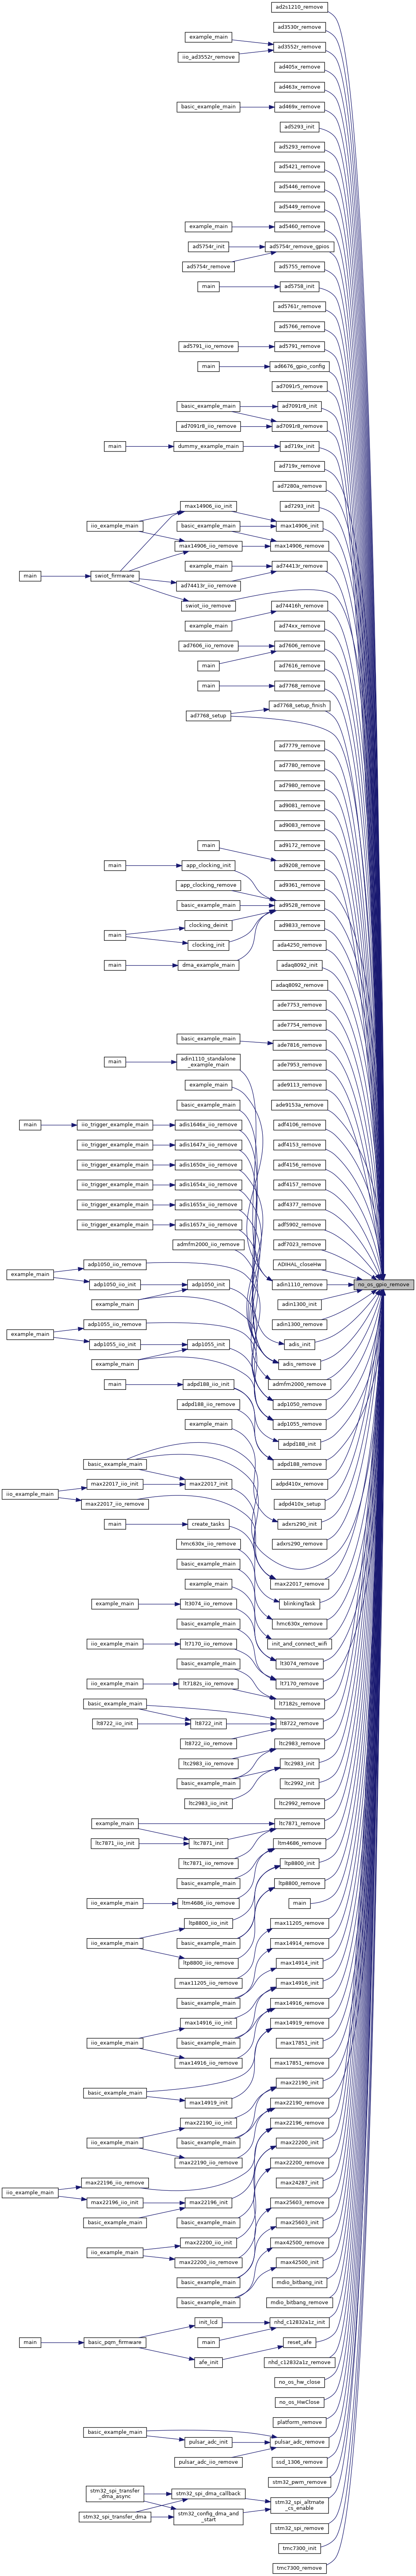 ad2s1210_remove
ad3530r_remove
example_main
ad3552r_remove
iio_ad3552r_remove
ad405x_remove
ad463x_remove
basic_example_main
ad469x_remove
ad5293_init
ad5293_remove
ad5421_remove
ad5446_remove
ad5449_remove
example_main
ad5460_remove
ad5754r_init
ad5754r_remove_gpios
ad5754r_remove
ad5755_remove
main
ad5758_init
ad5761r_remove
ad5766_remove
ad5791_iio_remove
ad5791_remove
main
ad6676_gpio_config
ad7091r5_remove
basic_example_main
ad7091r8_init
ad7091r8_iio_remove
ad7091r8_remove
main
dummy_example_main
ad719x_init
ad719x_remove
ad7280a_remove
max14906_iio_init
ad7293_init
iio_example_main
basic_example_main
max14906_init
max14906_iio_remove
max14906_remove
example_main
ad74413r_remove
main
swiot_firmware
ad74413r_iio_remove
swiot_iio_remove
ad74416h_remove
example_main
ad74xx_remove
ad7606_iio_remove
ad7606_remove
main
ad7616_remove
main
ad7768_remove
ad7768_setup_finish
ad7768_setup
ad7779_remove
ad7780_remove
ad7980_remove
ad9081_remove
ad9083_remove
main
ad9172_remove
main
app_clocking_init
ad9208_remove
app_clocking_remove
ad9361_remove
basic_example_main
ad9528_remove
clocking_deinit
ad9833_remove
main
clocking_init
ada4250_remove
main
dma_example_main
adaq8092_init
adaq8092_remove
ade7753_remove
ade7754_remove
basic_example_main
ade7816_remove
main
adin1110_standalone
_example_main
ade7953_remove
example_main
ade9113_remove
basic_example_main
ade9153a_remove
main
iio_trigger_example_main
adis1646x_iio_remove
adf4106_remove
iio_trigger_example_main
adis1647x_iio_remove
adf4153_remove
iio_trigger_example_main
adis1650x_iio_remove
adf4156_remove
iio_trigger_example_main
adis1654x_iio_remove
adf4157_remove
iio_trigger_example_main
adis1655x_iio_remove
adf4377_remove
iio_trigger_example_main
adis1657x_iio_remove
adf5902_remove
admfm2000_iio_remove
adf7023_remove
adp1050_iio_remove
ADIHAL_closeHw
example_main
adp1050_iio_init
adp1050_init
adin1110_remove
no_os_gpio_remove
example_main
adin1300_init
adp1055_iio_remove
adin1300_remove
example_main
adp1055_iio_init
adp1055_init
adis_init
example_main
adis_remove
main
adpd188_iio_init
admfm2000_remove
adpd188_iio_remove
adp1050_remove
example_main
adp1055_remove
adpd188_init
basic_example_main
adpd188_remove
max22017_iio_init
max22017_init
adpd410x_remove
iio_example_main
max22017_iio_remove
adpd410x_setup
main
create_tasks
adxrs290_init
hmc630x_iio_remove
adxrs290_remove
basic_example_main
example_main
max22017_remove
example_main
lt3074_iio_remove
blinkingTask
basic_example_main
hmc630x_remove
iio_example_main
lt7170_iio_remove
init_and_connect_wifi
basic_example_main
lt3074_remove
iio_example_main
lt7182s_iio_remove
lt7170_remove
basic_example_main
lt7182s_remove
lt8722_iio_init
lt8722_init
lt8722_remove
lt8722_iio_remove
ltc2983_remove
ltc2983_iio_remove
ltc2983_init
basic_example_main
ltc2992_init
ltc2983_iio_init
ltc2992_remove
example_main
ltc7871_remove
ltc7871_iio_init
ltc7871_init
ltm4686_remove
ltc7871_iio_remove
ltp8800_init
basic_example_main
ltp8800_remove
iio_example_main
ltm4686_iio_remove
main
ltp8800_iio_init
max11205_remove
iio_example_main
basic_example_main
max14914_remove
ltp8800_iio_remove
max14914_init
max11205_iio_remove
max14916_init
basic_example_main
max14916_remove
max14916_iio_init
max14919_remove
iio_example_main
basic_example_main
max17851_init
max14916_iio_remove
max17851_remove
basic_example_main
max22190_init
max14919_init
max22190_remove
max22190_iio_init
max22196_remove
iio_example_main
basic_example_main
max22200_init
max22190_iio_remove
max22200_remove
max22196_iio_remove
max24287_init
iio_example_main
max22196_iio_init
max22196_init
max25603_remove
basic_example_main
basic_example_main
max25603_init
max22200_iio_init
max42500_remove
iio_example_main
max22200_iio_remove
max42500_init
basic_example_main
mdio_bitbang_init
basic_example_main
mdio_bitbang_remove
init_lcd
nhd_c12832a1z_init
main
basic_pqm_firmware
main
reset_afe
afe_init
nhd_c12832a1z_remove
no_os_hw_close
no_os_HwClose
platform_remove
basic_example_main
pulsar_adc_init
pulsar_adc_remove
pulsar_adc_iio_remove
ssd_1306_remove
stm32_pwm_remove
stm32_spi_transfer
_dma_async
stm32_spi_dma_callback
stm32_spi_altrnate
_cs_enable
stm32_spi_transfer_dma
stm32_config_dma_and
_start
stm32_spi_remove
tmc7300_init
tmc7300_remove